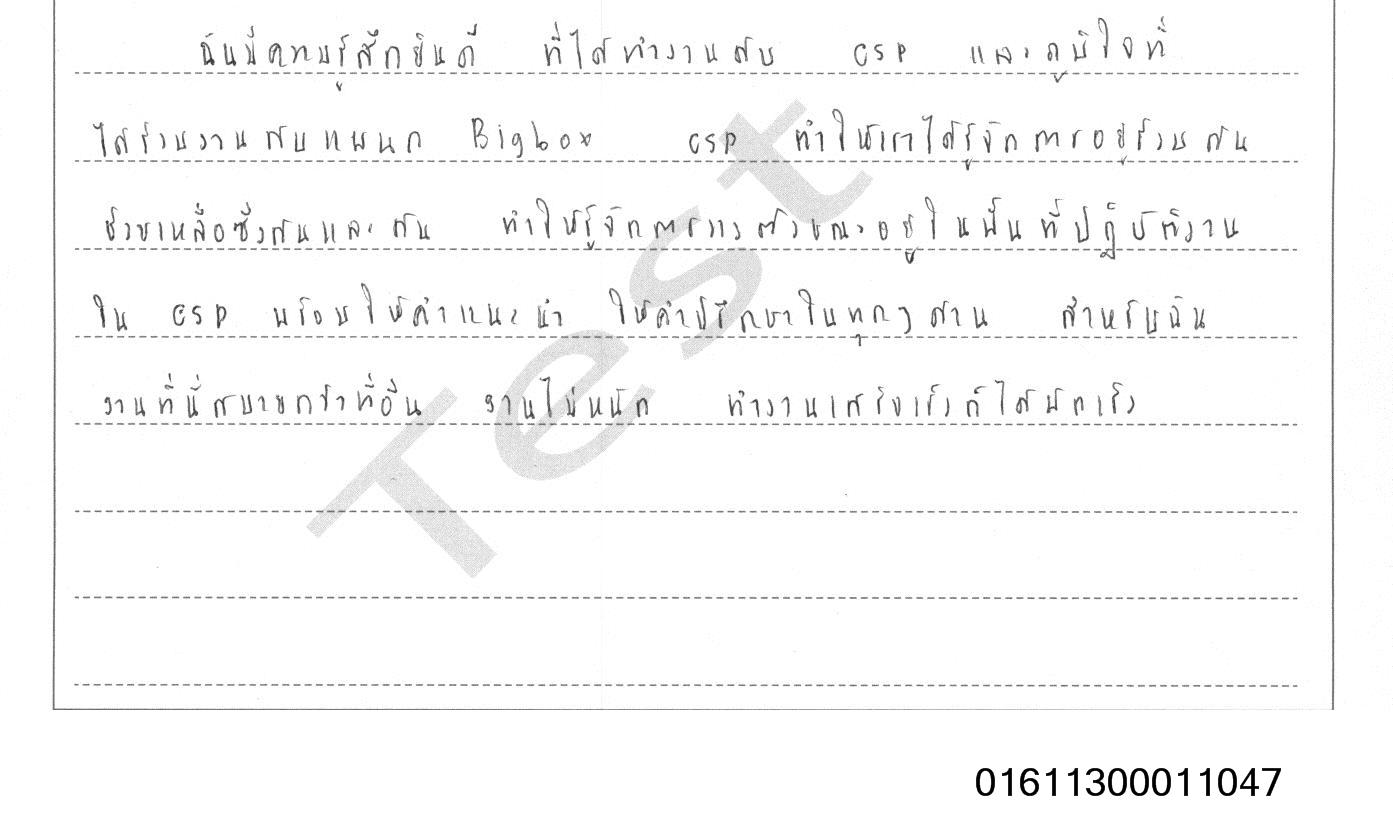 ฉันมีความรู้สึกยินดี ที่ได้ทำงานกับ CSP และภูมิใจที่
ได้ร่วมงานกับแผนก Bigbox CSP ทำให้เราได้รู้จักการอยู่ร่วมกัน
ช่วยเหลือซึ่งกันและกัน ทำให้รู้จักการวางตัวขณะอยู่ในพื้นที่ปฏิบัติงาน
ใน CSP พร้อมให้คำแนะนำ ให้คำปรึกษาในทุกๆด้าน สำหรับฉัน
งานที่นี่สบายกว่าที่อื่น งานไม่หนัก ทำงานเสร็จเร็วก็ได้พักเร็ว
Test
01611300011047